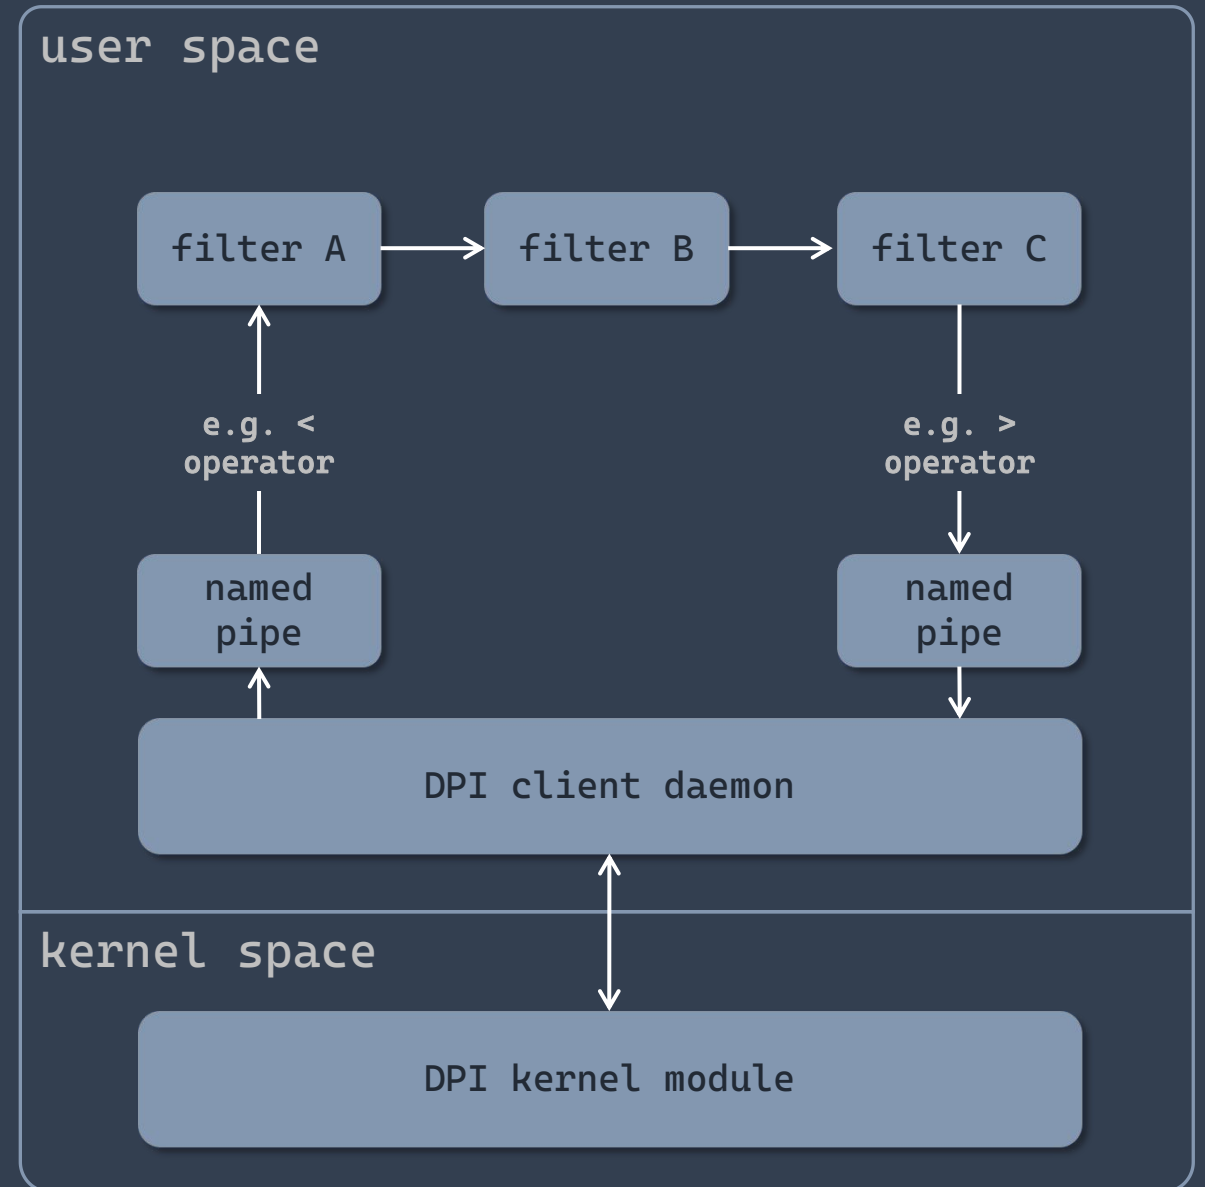 user space
filter A
filter B
filter C
e.g. <
operator
e.g. >
operator
named
pipe
named
pipe
DPI client daemon
kernel space
DPI kernel module